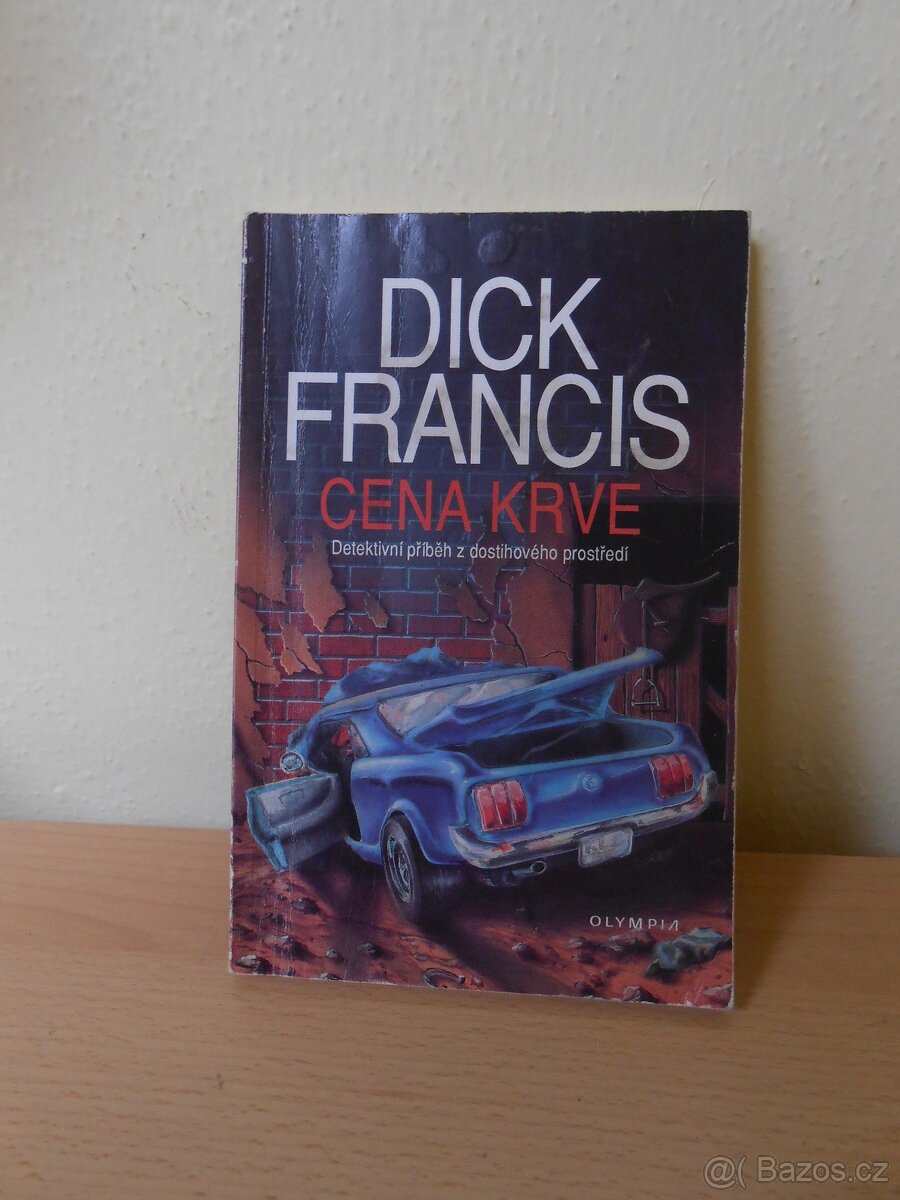 DICK
FRANCIS
CENA KRVE
Detektivní příběh z dostihového prostředí
OLYMPIA
@( Bazos.cz